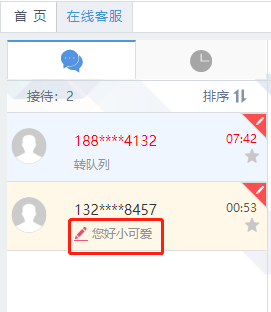 首 页 在线客服
接待：2 排序
188****4132 07:42
转队列
132****8457 00:53
您好小可爱